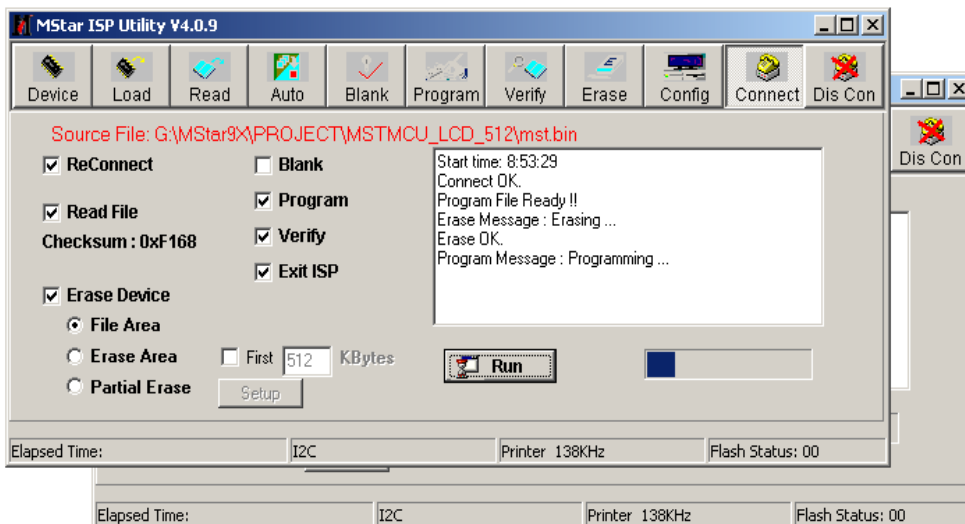 MStar ISP Utility V4.0.9
Device Load Read Auto Blank Program Verify Erase Config Connect Dis Con
Source File: G:\MStar9X\PROJECT\MSTMCU_LCD_512\mst.bin
ReConnect
Blank
Read File
Program
Checksum : 0xF168
Verify
Exit ISP
Erase Device
File Area
Erase Area
First 512 KBytes
Partial Erase
Setup
Start time: 8:53:29
Connect OK.
Program File Ready !!
Erase Message : Erasing ...
Erase OK.
Program Message : Programming ...
Run
Elapsed Time: I2C Printer 138KHz Flash Status: 00
Dis Con
Elapsed Time: I2C Printer 138KHz Flash Status: 00